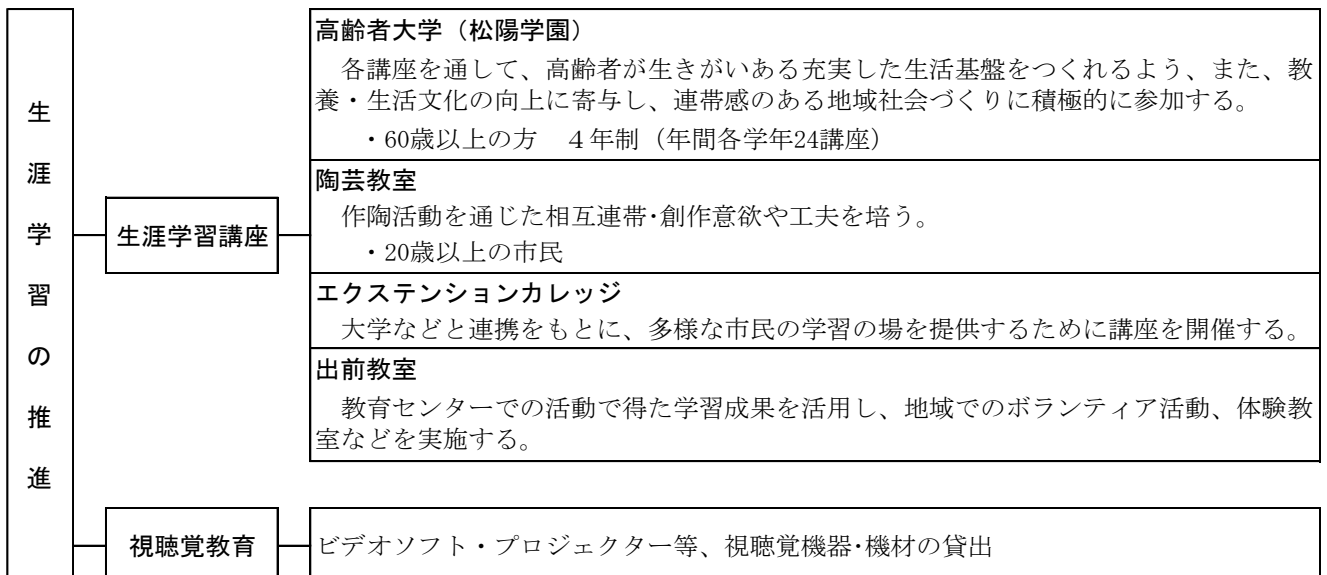 生涯学習の推進
生涯学習講座
高齢者大学（松陽学園）
各講座を通して、高齢者が生きがいある充実した生活基盤をつくれるよう、また、教
養・生活文化の向上に寄与し、連帯感のある地域社会づくりに積極的に参加する。
・60歳以上の方　４年制（年間各学年24講座）
陶芸教室
作陶活動を通じた相互連帯･創作意欲や工夫を培う。
・20歳以上の市民
エクステンションカレッジ
大学などと連携をもとに、多様な市民の学習の場を提供するために講座を開催する。
出前教室
教育センターでの活動で得た学習成果を活用し、地域でのボランティア活動、体験教
室などを実施する。
視聴覚教育
ビデオソフト・プロジェクター等、視聴覚機器･機材の貸出